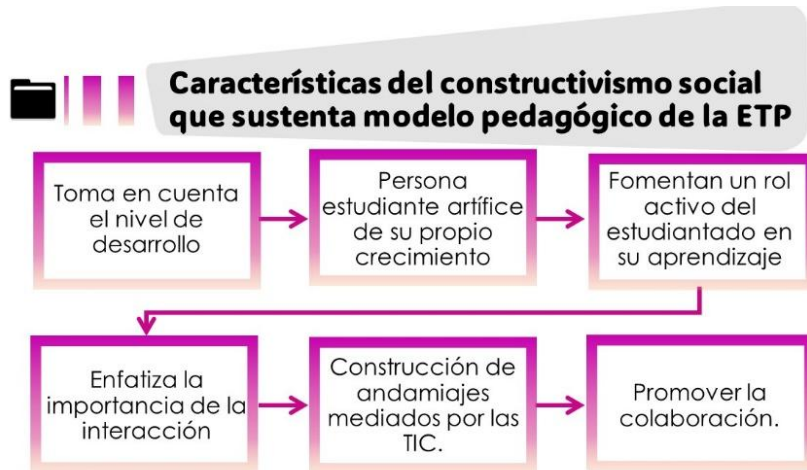 Características del constructivismo social
que sustenta modelo pedagógico de la ETP
Toma en cuenta
el nivel de
desarrollo
Persona
estudiante artífice
de su propio
crecimiento
Fomentan un rol
activo del
estudiantado en
su aprendizaje
Enfatiza la
importancia de la
interacción
Construcción de
andamiajes
mediados por las
TIC.
Promover la
colaboración.